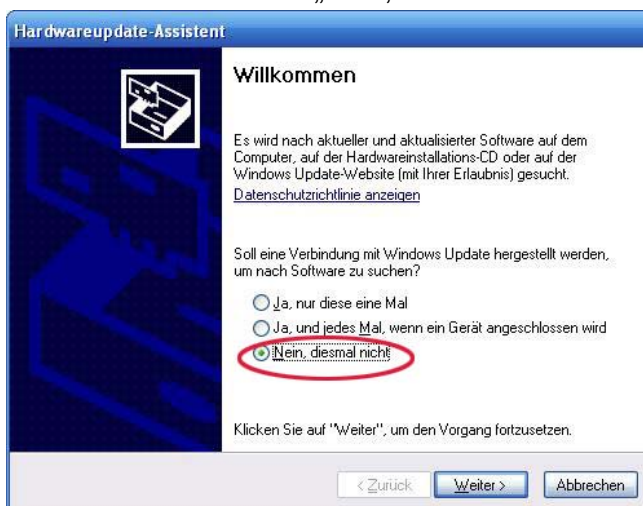 Hardwareupdate-Assistent
Willkommen
Es wird nach aktueller und aktualisierter Software auf dem
Computer, auf der Hardwareinstallations-CD oder auf der
Windows Update-Website (mit Ihrer Erlaubnis) gesucht.
Datenschutzrichtlinie anzeigen
Soll eine Verbindung mit Windows Update hergestellt werden,
um nach Software zu suchen?
Ja, nur diese eine Mal
Ja, und jedes Mal, wenn ein Gerät angeschlossen wird
Nein, diesmal nicht
Klicken Sie auf "Weiter", um den Vorgang fortzusetzen.
< Zurück Weiter > Abbrechen